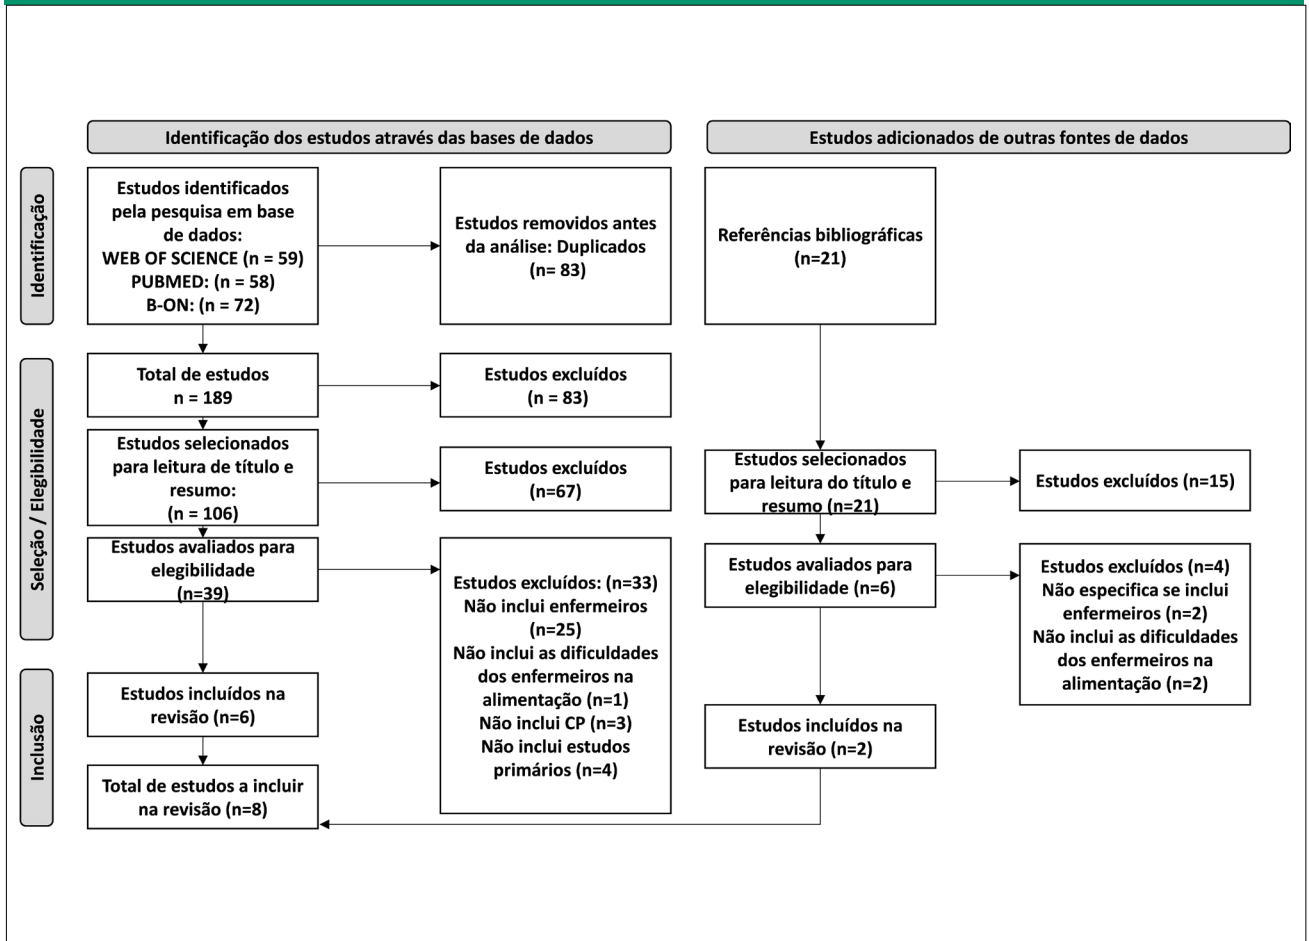 Identificação dos estudos através das bases de dados
Estudos adicionados de outras fontes de dados
Identificação
Estudos identificados
pela pesquisa em base
de dados:
WEB OF SCIENCE (n = 59)
PUBMED: (n = 58)
B-ON: (n = 72)
Estudos removidos antes
da análise: Duplicados
(n= 83)
Referências bibliográficas
(n=21)
Seleção / Elegibilidade
Total de estudos
n = 189
Estudos excluídos
(n = 83)
Estudos selecionados
para leitura de título e
resumo:
(n = 106)
Estudos excluídos
(n=67)
Estudos selecionados
para leitura do título e
resumo (n=21)
Estudos excluídos (n=15)
Estudos avaliados para
elegibilidade
(n=39)
Estudos excluídos: (n=33)
Não inclui enfermeiros
(n=25)
Não inclui as dificuldades
dos enfermeiros na
alimentação (n=1)
Não inclui CP (n=3)
Não inclui estudos
primários (n=4)
Estudos avaliados para
elegibilidade (n=6)
Estudos excluídos (n=4)
Não especifica se inclui
enfermeiros (n=2)
Não inclui as dificuldades
dos enfermeiros na
alimentação (n=2)
Inclusão
Estudos incluídos na
revisão (n=6)
Estudos incluídos na
revisão (n=2)
Total de estudos a incluir
na revisão (n=8)